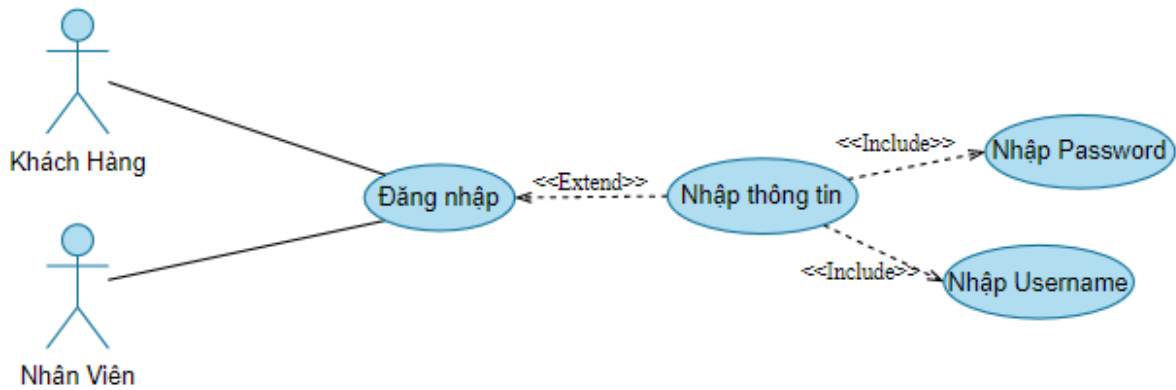 Khách Hàng
Nhân Viên
Đăng nhập
<<Extend>>
Nhập thông tin
<<Include>>
Nhập Password
<<Include>>
Nhập Username